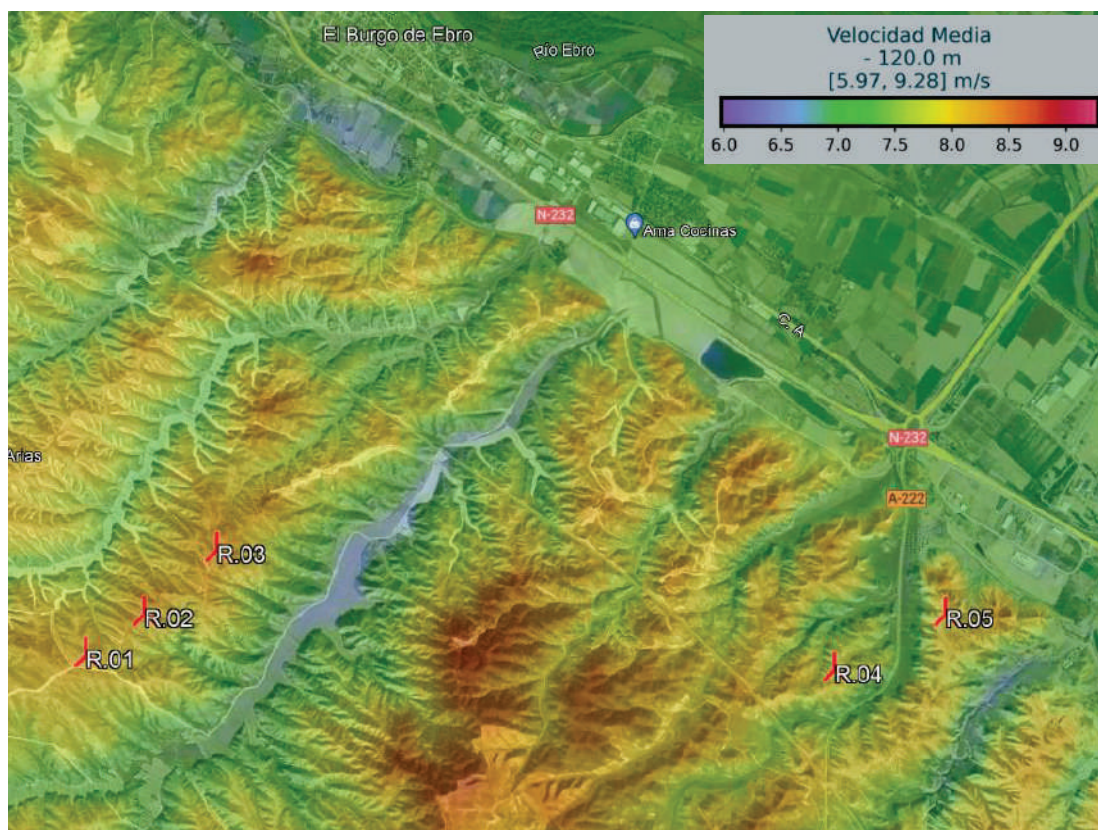 El Burgo de Ebro
Río Ebro
Velocidad Media
- 120.0 m
[5.97, 9.28] m/s
6.0 6.5 7.0 7.5 8.0 8.5 9.0
N-232
Ama Cocinas
C. A
Arias
N-232
A-222
R.03
R.02
R.05
R.01
R.04